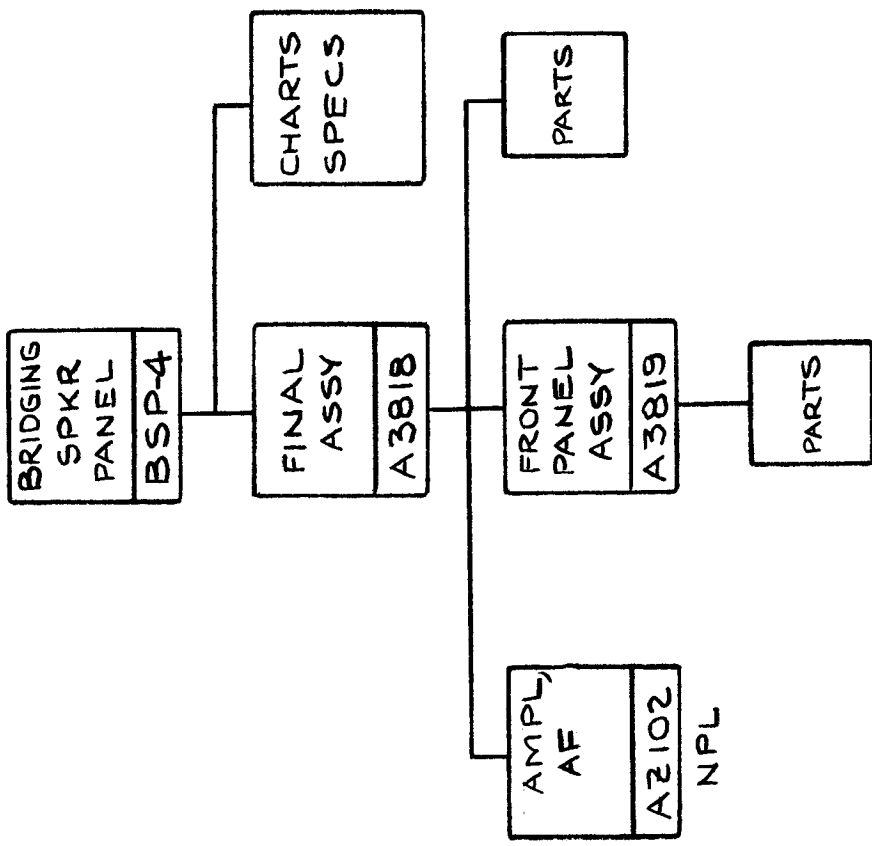 BRIDGING
SPKR
PANEL
BSP-4
CHARTS
SPECS
FINAL
ASSY
A3818
AMPL,
AF
AZ102
NPL
FRONT
PANEL
ASSY
A3819
PARTS
PARTS